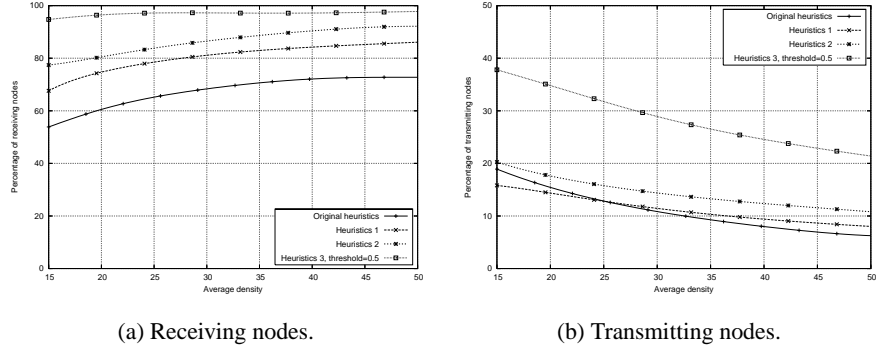 Original heuristics
Heuristics 1
Heuristics 2
Heuristics 3, threshold=0.5
Percentage of receiving nodes
100
80
60
40
20
0
15 20 25 30 35 40 45 50
Average density
(a) Receiving nodes.
Original heuristics
Heuristics 1
Heuristics 2
Heuristics 3, threshold=0.5
Percentage of transmitting nodes
50
40
30
20
10
0
15 20 25 30 35 40 45 50
Average density
(b) Transmitting nodes.